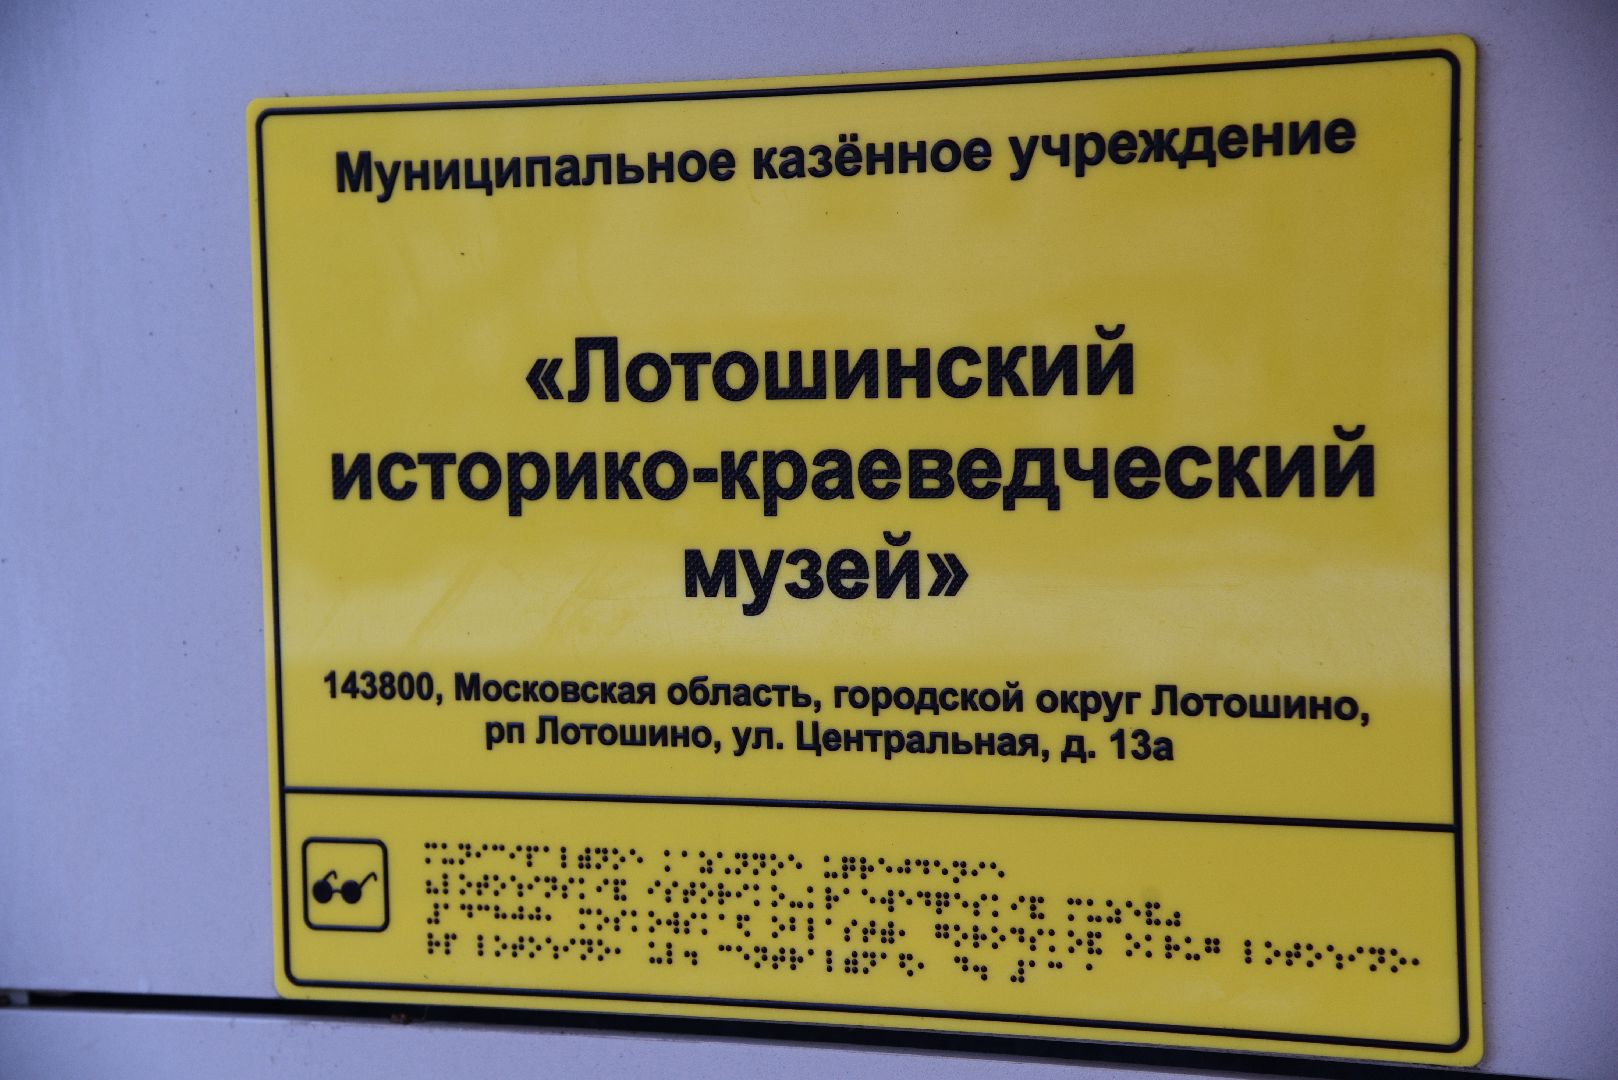 Муниципальное казённое учреждение
«Лотошинский
историко-краеведческий
музей»
143800, Московская область, городской округ Лотошино,
рп Лотошино, ул. Центральная, д. 13а